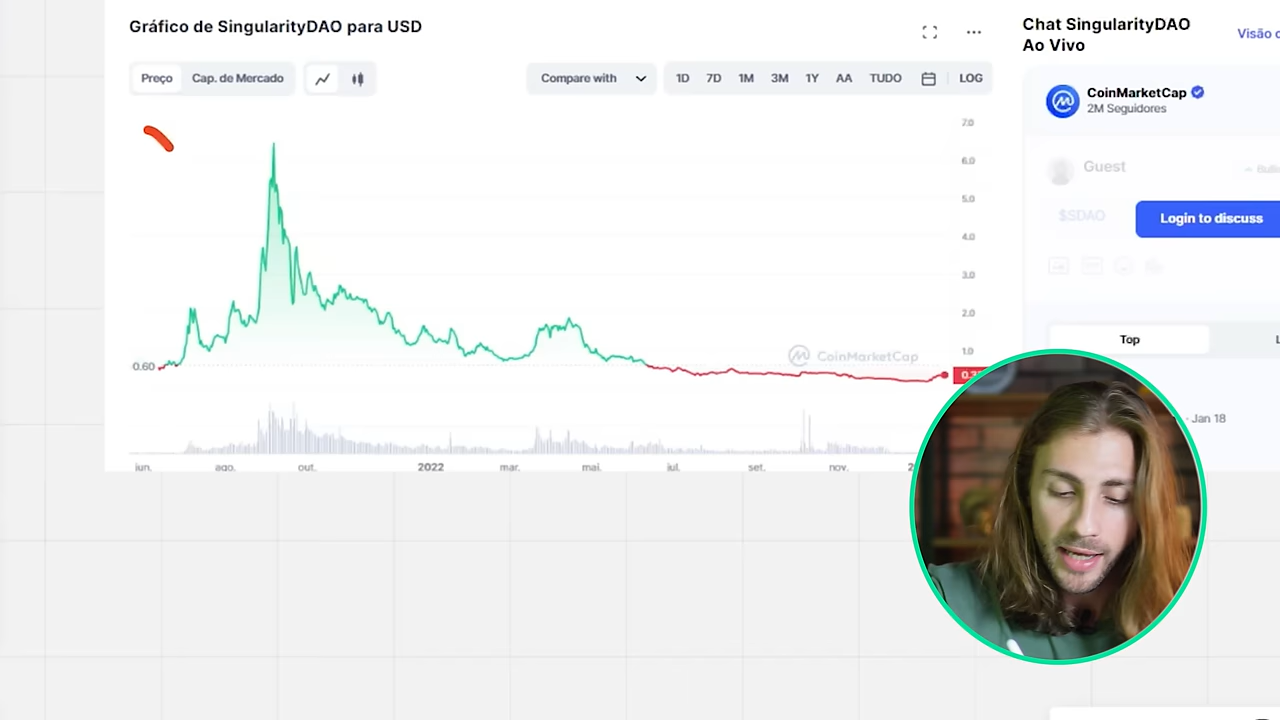 Gráfico de SingularityDAO para USD
Preço
Cap. de Mercado
Compare with
1D
7D
1M
3M
1Y
AA
TUDO
LOG
7.0
6.0
5.0
4.0
3.0
2.0
1.0
0.60
CoinMarketCap
jun.
ago.
out.
2022
mar.
mai.
jul.
set.
nov.
Chat SingularityDAO
Ao Vivo
CoinMarketCap
2M Seguidores
Guest
$SDAO
Login to discuss
Top
Jan 18